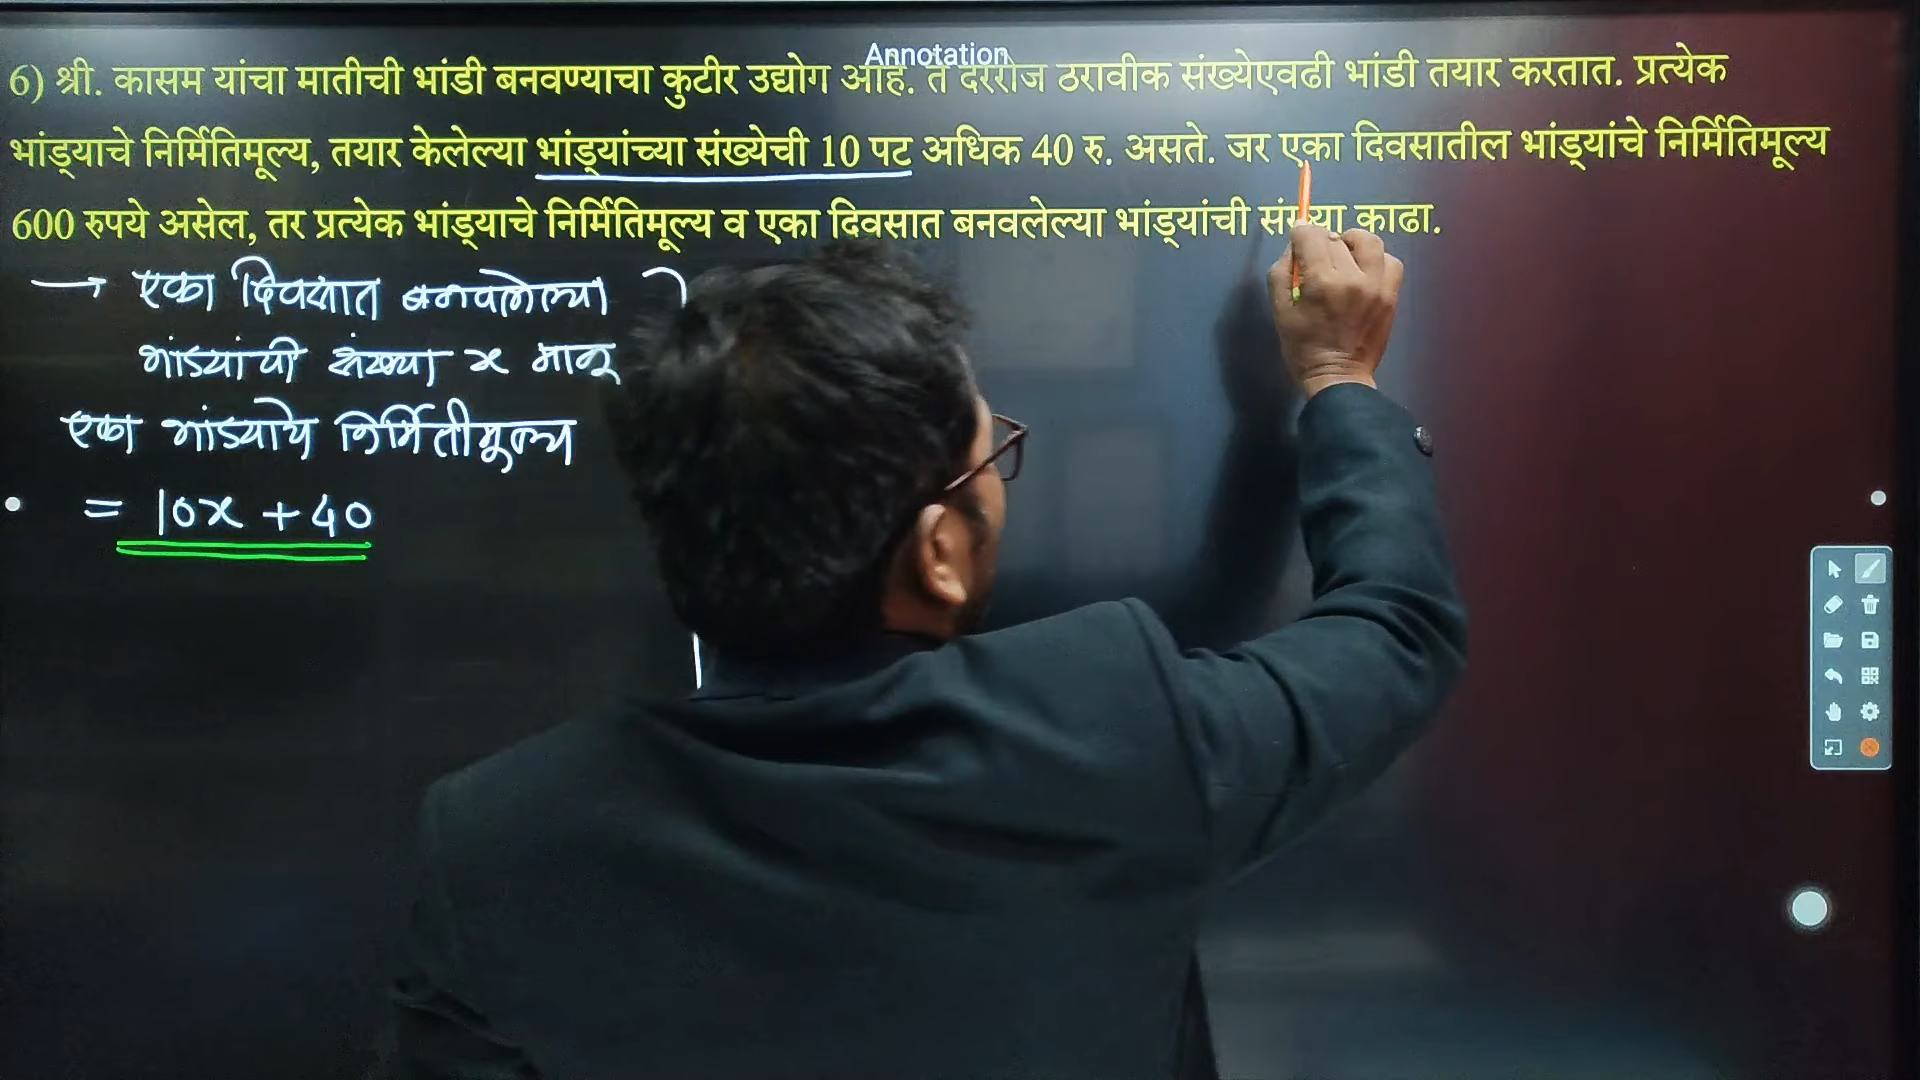 Annotation
6) श्री. कासम यांचा मातीची भांडी बनवण्याचा कुटीर उद्योग आहे. ते दररोज ठरावीक संख्येएवढी भांडी तयार करतात. प्रत्येक
भांड्याचे निर्मितिमूल्य, तयार केलेल्या भांड्यांच्या संख्येची 10 पट अधिक 40 रु. असते. जर एका दिवसातील भांड्यांचे निर्मितिमूल्य
600 रुपये असेल, तर प्रत्येक भांड्याचे निर्मितिमूल्य व एका दिवसात बनवलेल्या भांड्यांची संख्या काढा.
→ एका दिवसात बनवलेल्या
भांड्यांची संख्या x मानू
एका भांड्याचे निर्मितीमूल्य
= 10x + 40